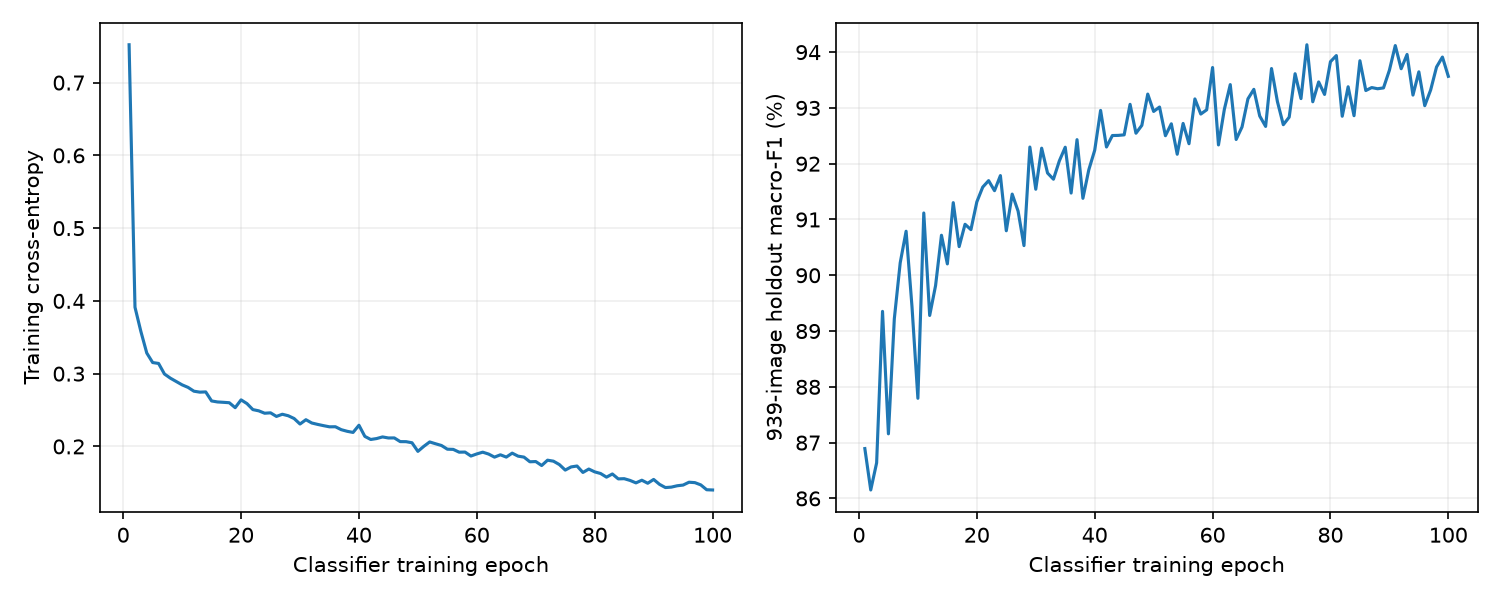 Training cross-entropy
0.7
0.6
0.5
0.4
0.3
0.2
0 20 40 60 80 100
Classifier training epoch
939-image holdout macro-F1 (%)
94
93
92
91
90
89
88
87
86
0 20 40 60 80 100
Classifier training epoch